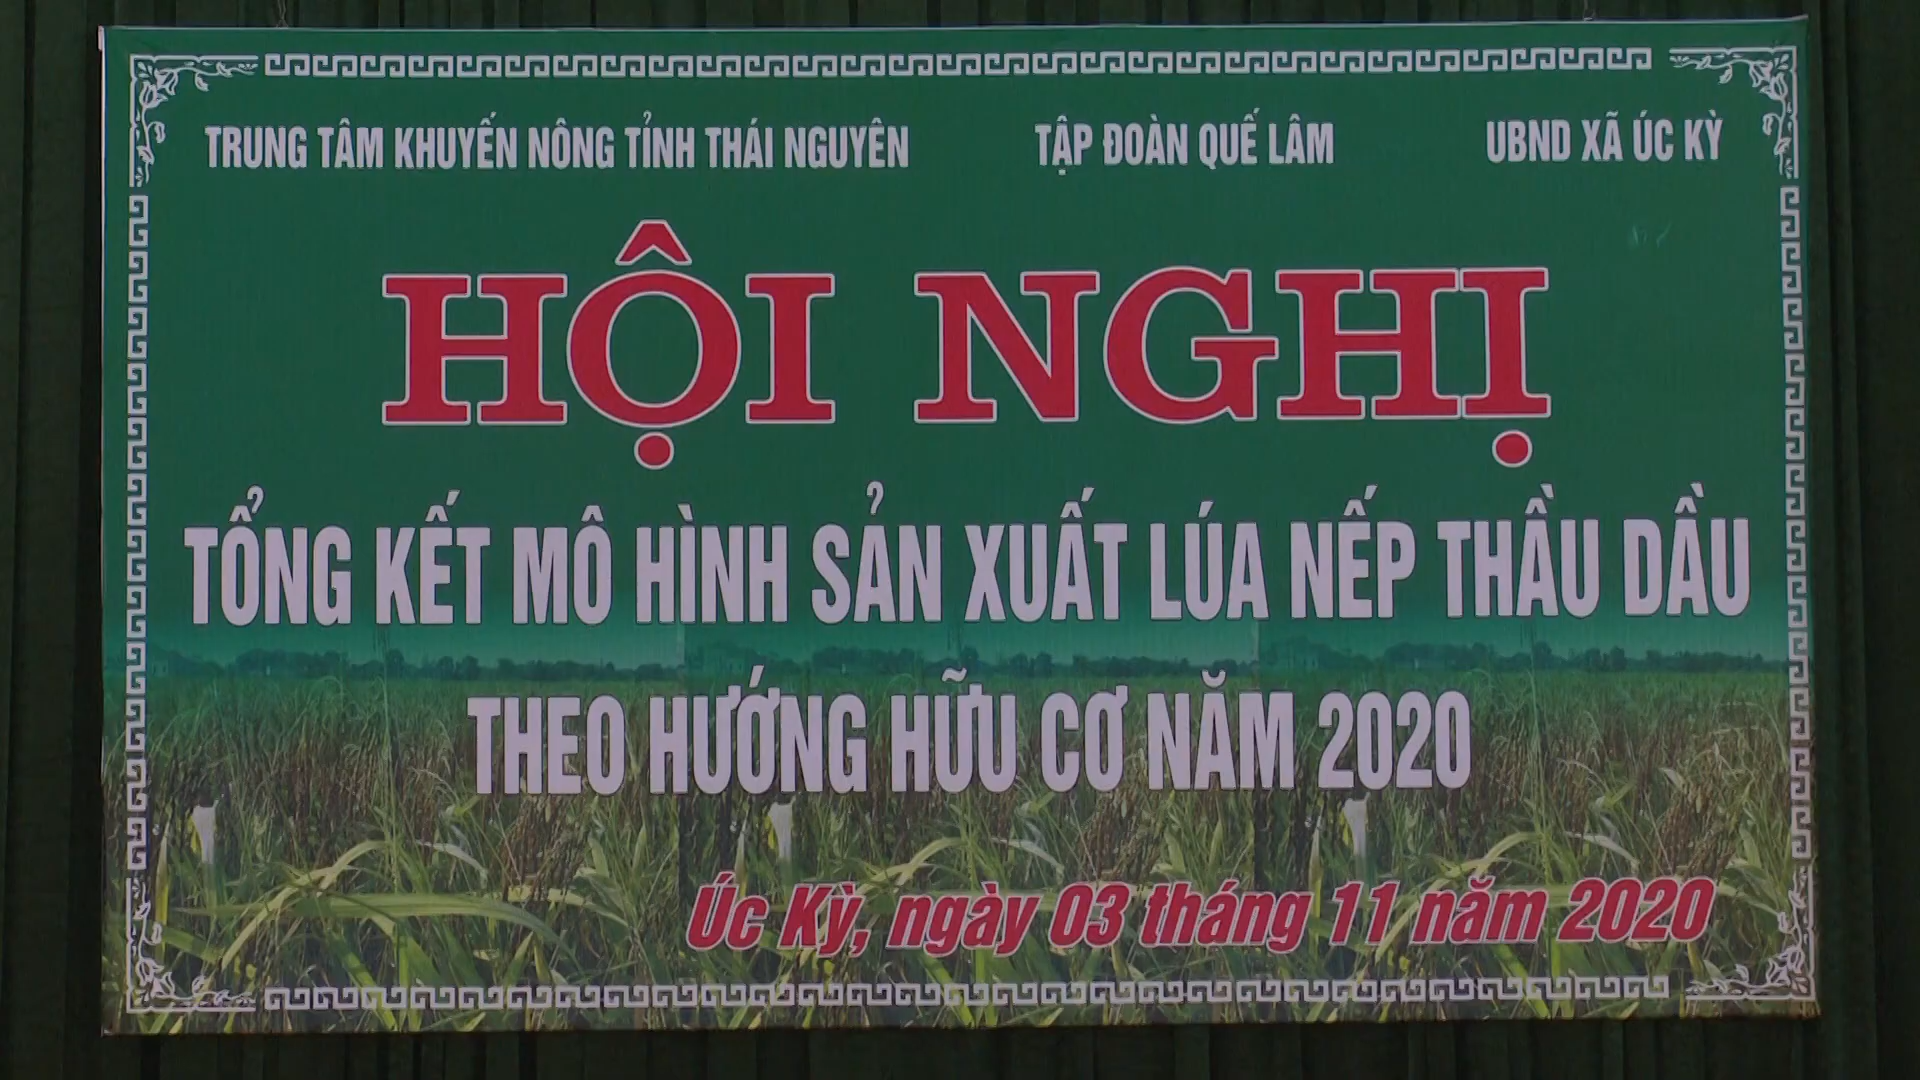 TRUNG TÂM KHUYẾN NÔNG TỈNH THÁI NGUYÊN TẬP ĐOÀN QUẾ LÂM UBND XÃ ÚC KỲ
HỘI NGHỊ
TỔNG KẾT MÔ HÌNH SẢN XUẤT LÚA NẾP THẦU DẦU
THEO HƯỚNG HỮU CƠ NĂM 2020
Úc Kỳ, ngày 03 tháng 11 năm 2020